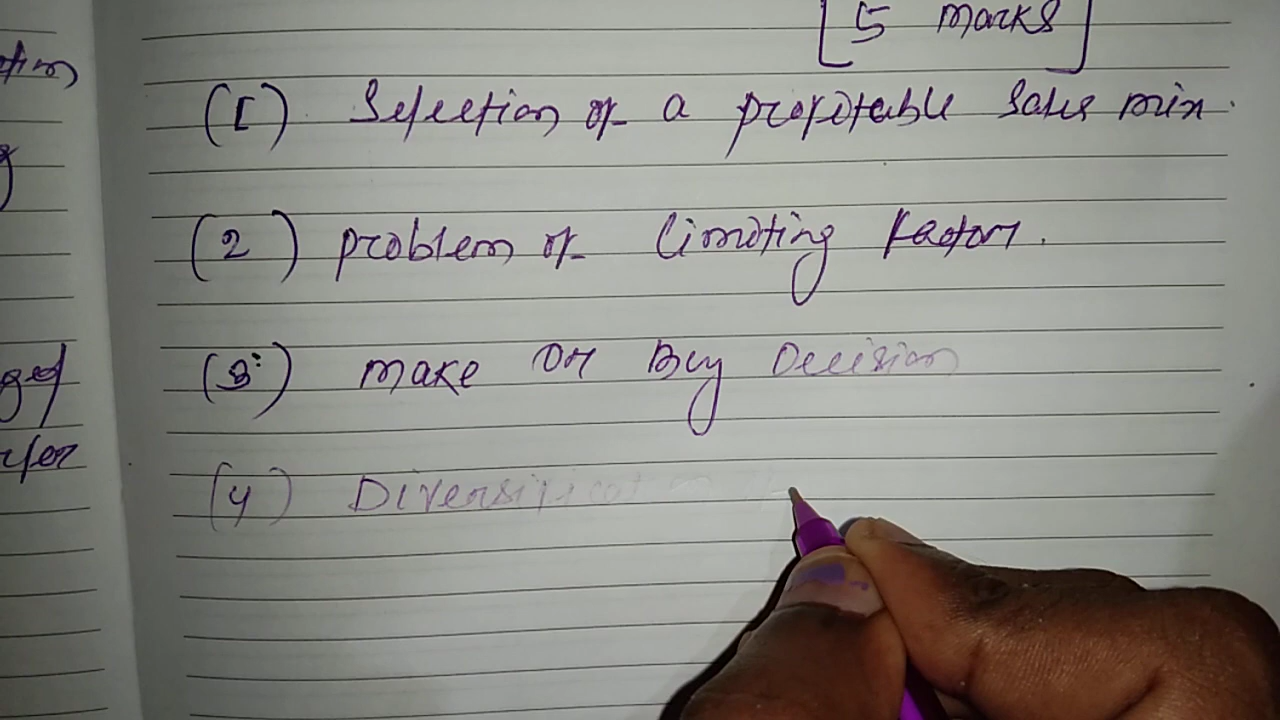 [5 marks]
(1) Selection of a profitable sales mix.
(2) problem of limiting factor.
(3) make or Buy Decision
(4) Diversification